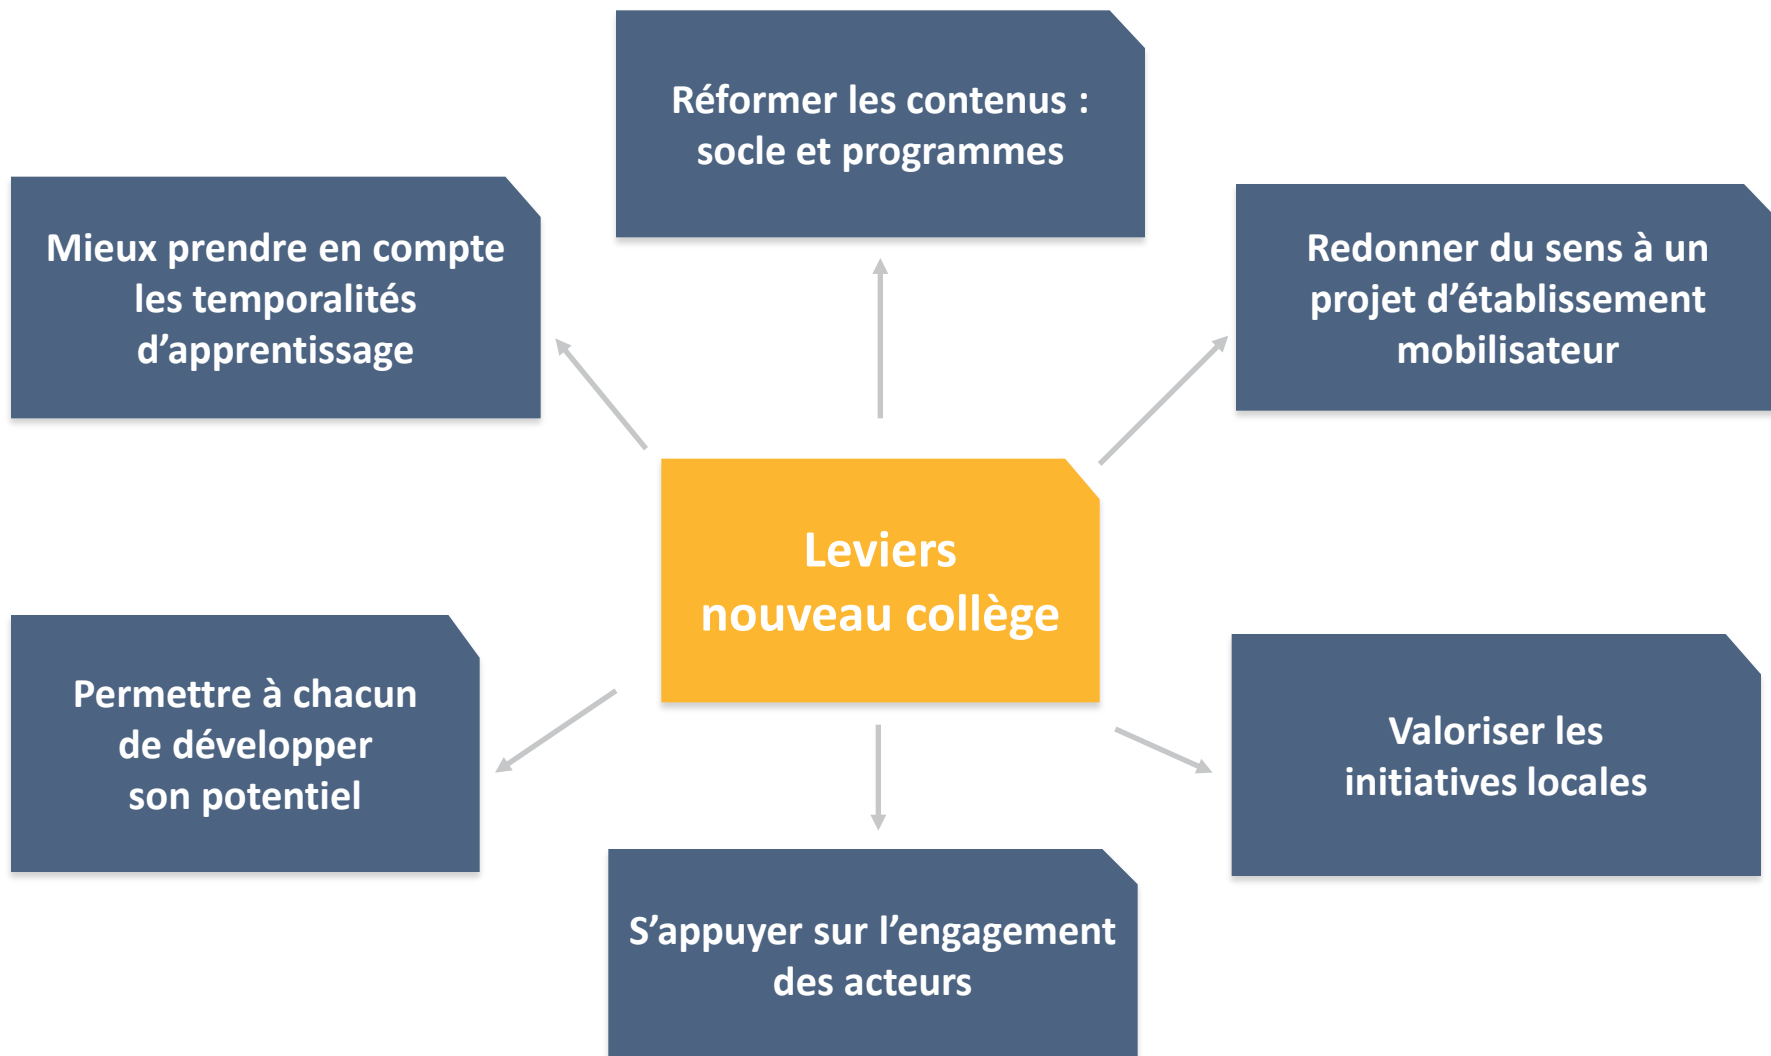 Réformer les contenus :
socle et programmes
Mieux prendre en compte
les temporalités
d’apprentissage
Redonner du sens à un
projet d’établissement
mobilisateur
Leviers
nouveau collège
Permettre à chacun
de développer
son potentiel
Valoriser les
initiatives locales
S’appuyer sur l’engagement
des acteurs